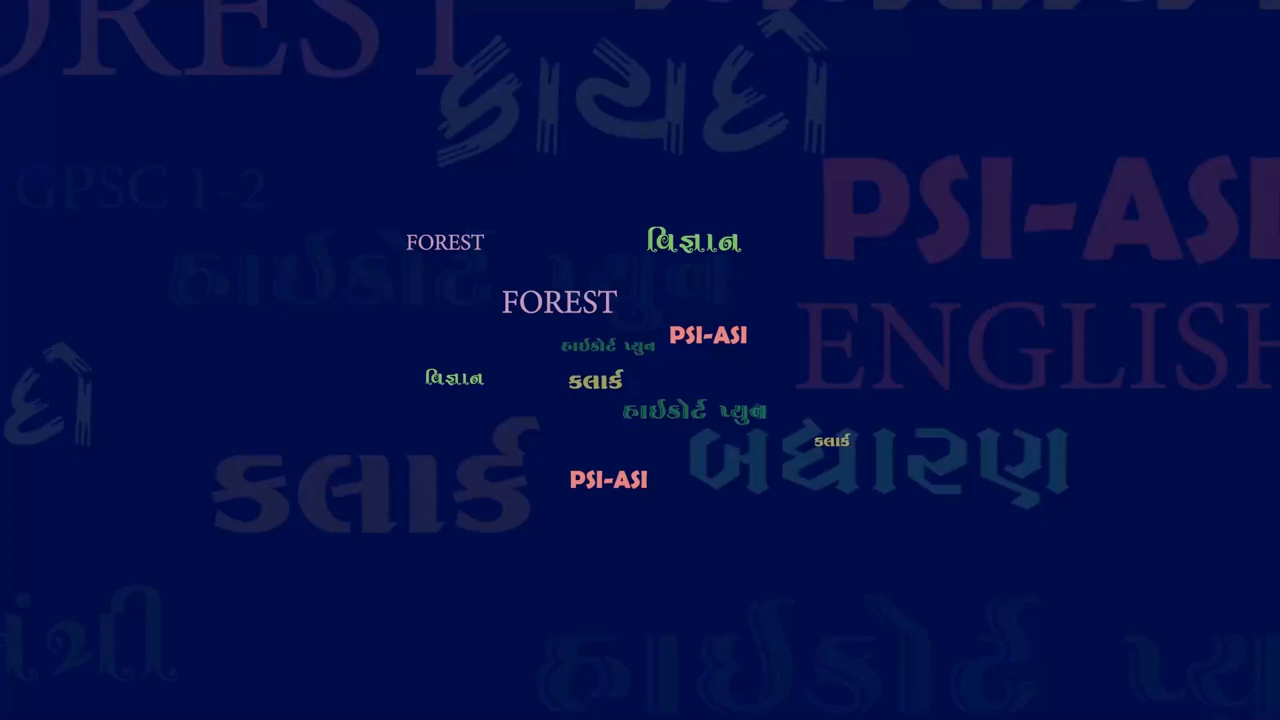 કાયદો
GPSC 1-2
PSI-ASI
FOREST
વિજ્ઞાન
હાઈકોર્ટ પ્યુન
FOREST
ENGLISH
PSI-ASI
હાઈકોર્ટ પ્યુન
વિજ્ઞાન
કલાર્ક
હાઈકોર્ટ પ્યુન
કલાર્ક
બંધારણ
કલાર્ક
PSI-ASI
હાઈકોર્ટ